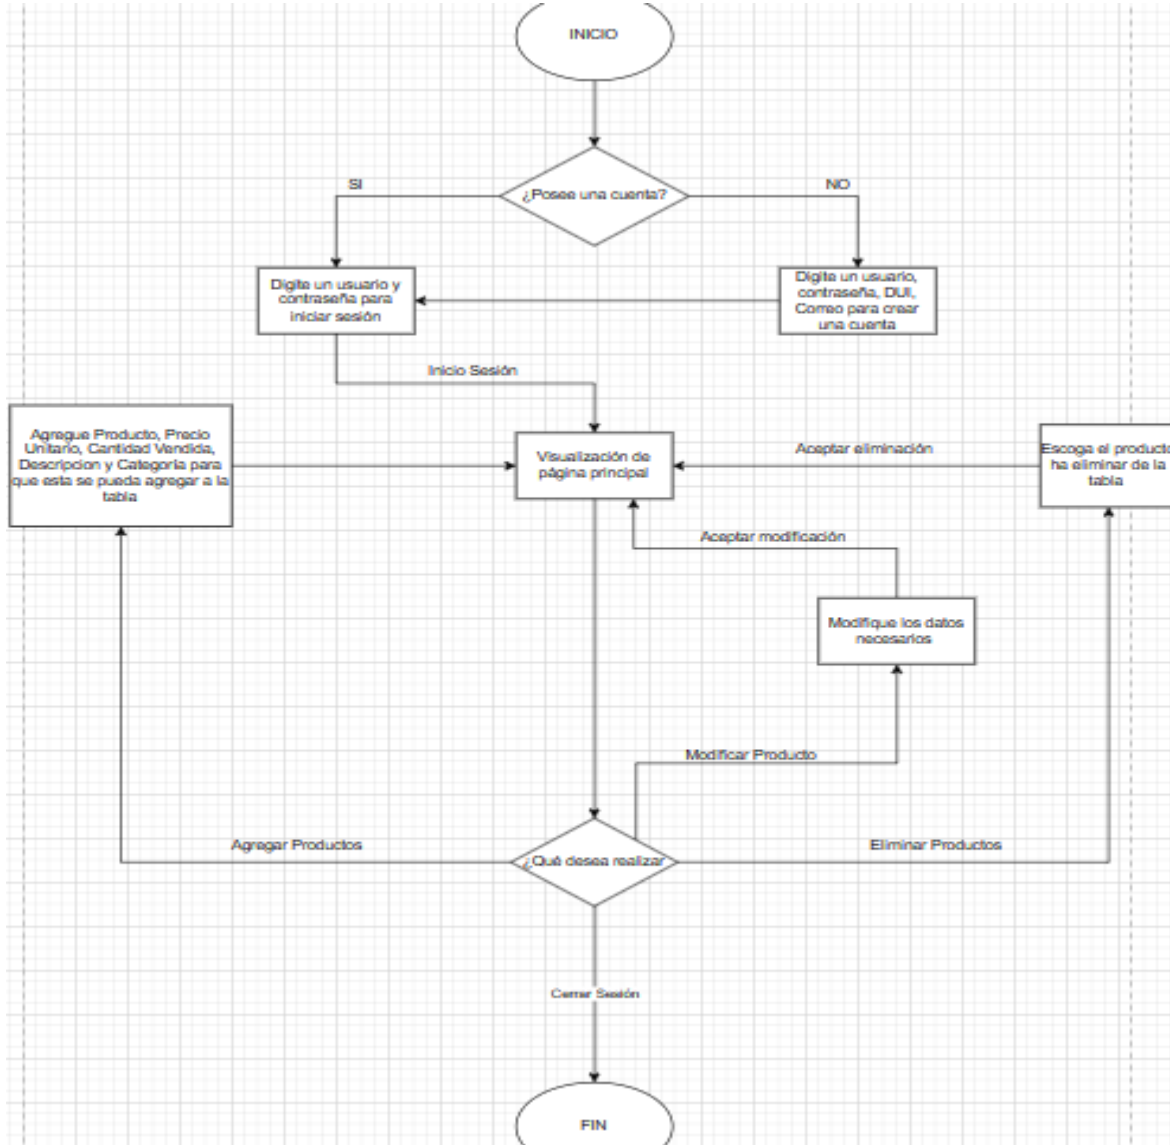 INICIO
¿Posee una cuenta?
SI
NO
Digite un usuario y
contraseña para
iniciar sesión
Digite un usuario,
contraseña, DUI,
Correo para crear
una cuenta
Inicio Sesión
Agregue Producto, Precio
Unitario, Cantidad Vendida,
Descripcion y Categoría para
que esta se pueda agregar a la
tabla
Visualización de
página principal
Aceptar eliminación
Escoga el producto
ha eliminar de la
tabla
Aceptar modificación
Modifique los datos
necesarios
Modificar Producto
Agregar Productos
¿Qué desea realizar
Eliminar Productos
Cerrar Sesión
FIN